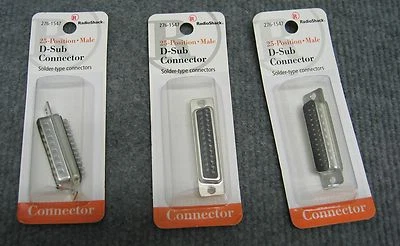 276-1547 RadioShack
25-Position • Male
D-Sub
Connector
Solder-type connectors
Connector
276-1547 RadioShack
25-Position • Male
D-Sub
Connector
Solder-type connectors
Connector
276-1547 RadioShack
25-Position • Male
D-Sub
Connector
Solder-type connectors
Connector